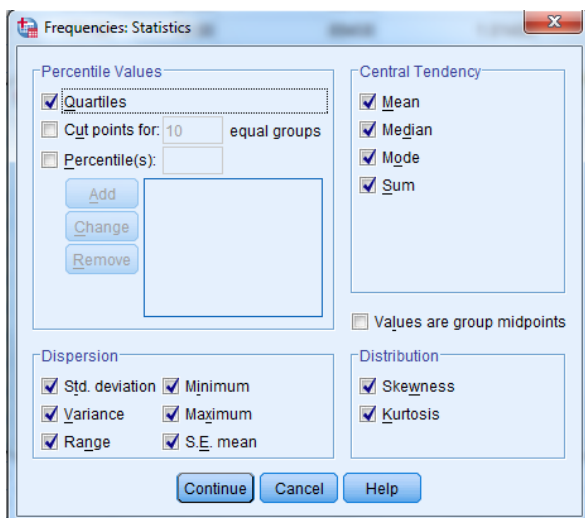 Frequencies: Statistics
Percentile Values
Quartiles
Cut points for: 10 equal groups
Percentile(s):
Add
Change
Remove
Central Tendency
Mean
Median
Mode
Sum
Values are group midpoints
Dispersion
Std. deviation Minimum
Variance Maximum
Range S.E. mean
Distribution
Skewness
Kurtosis
Continue Cancel Help